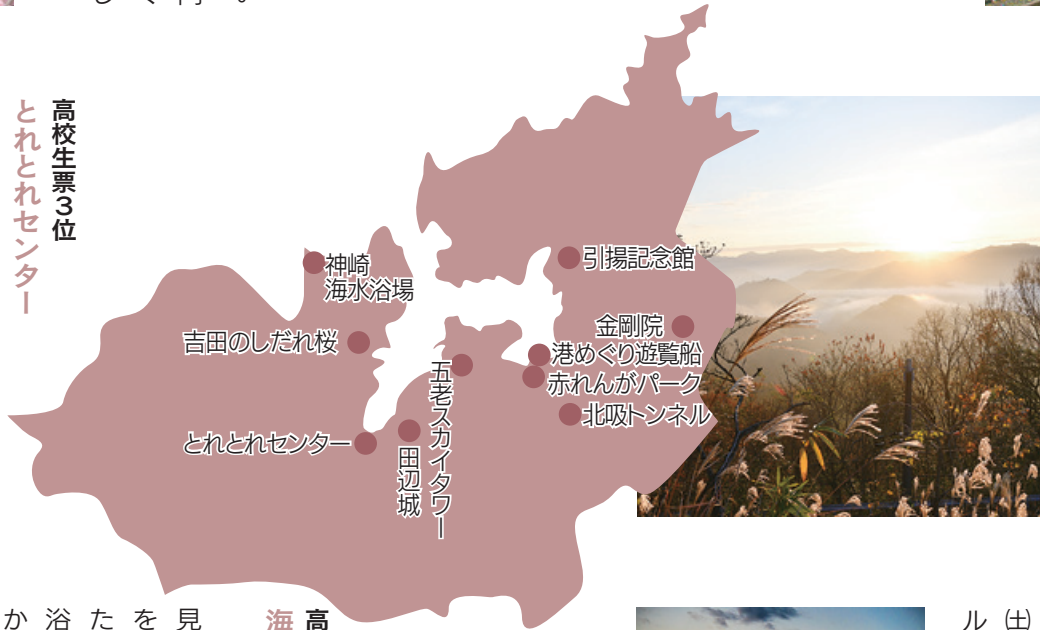 しく間。
高校生票3位
とれとれセンター
神崎
海水浴場
引揚記念館
吉田のしだれ桜
金剛院
港めぐり遊覧船
赤れんがパーク
北吸トンネル
五老スカイタワー
田辺城
とれとれセンター
ル㈯
高
海
見
を
た
浴
か